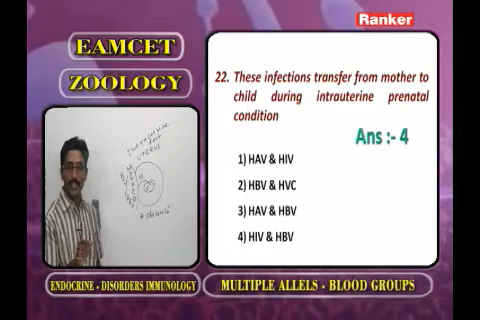 Ranker
EAMCET
ZOOLOGY
22. These infections transfer from mother to
child during intrauterine prenatal
condition
Ans :- 4
1) HAV & HIV
2) HBV & HVC
3) HAV & HBV
4) HIV & HBV
UTERUS
ENDOCRINE - DISORDERS IMMUNOLOGY
MULTIPLE ALLELS - BLOOD GROUPS